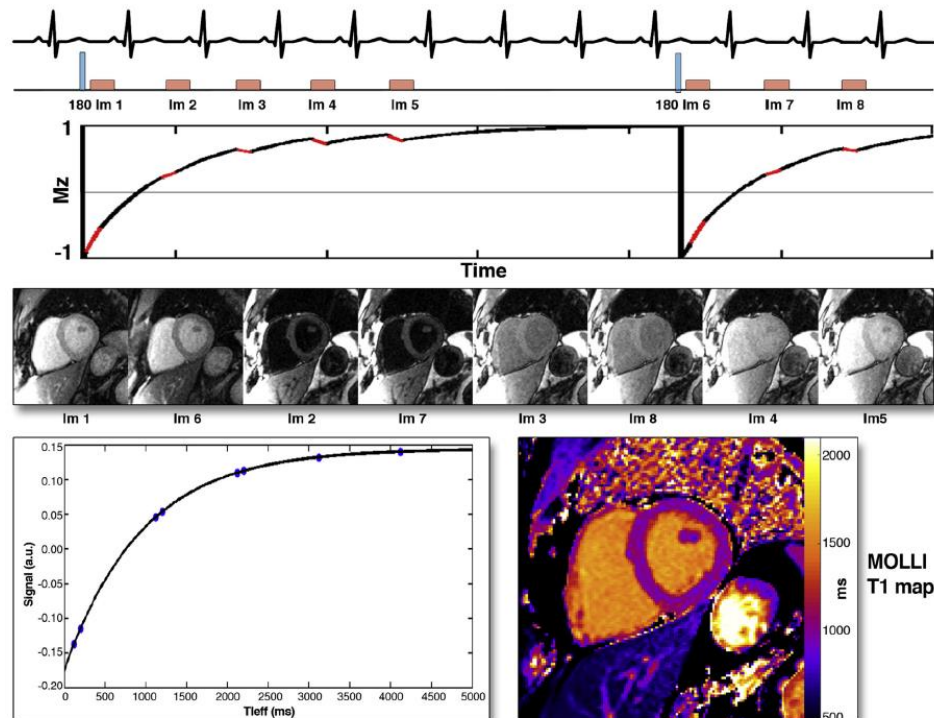 180 Im 1 Im 2 Im 3 Im 4 Im 5 180 Im 6 Im 7 Im 8
1
Mz
-1
Time
Im 1 Im 6 Im 2 Im 7 Im 3 Im 8 Im 4 Im5
0.15
0.10
0.05
0.00
-0.05
-0.10
-0.15
-0.20
Signal (a.u.)
0 500 1000 1500 2000 2500 3000 3500 4000 4500 5000
TIeff (ms)
2000
1500
1000
500
ms
MOLLI
T1 map